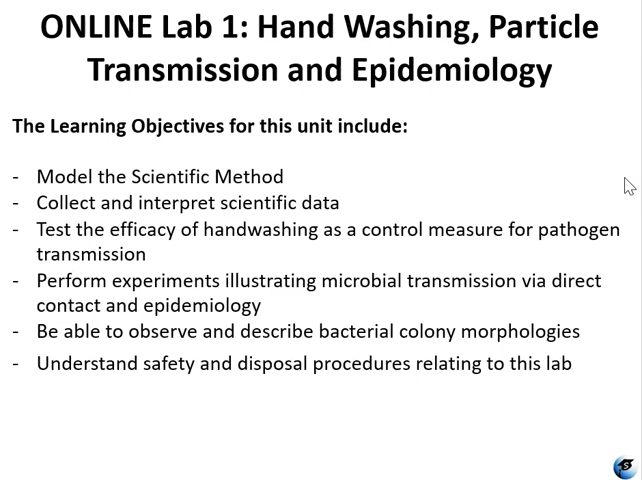 ONLINE Lab 1: Hand Washing, Particle
Transmission and Epidemiology
The Learning Objectives for this unit include:
- Model the Scientific Method
- Collect and interpret scientific data
- Test the efficacy of handwashing as a control measure for pathogen
transmission
- Perform experiments illustrating microbial transmission via direct
contact and epidemiology
- Be able to observe and describe bacterial colony morphologies
- Understand safety and disposal procedures relating to this lab
S